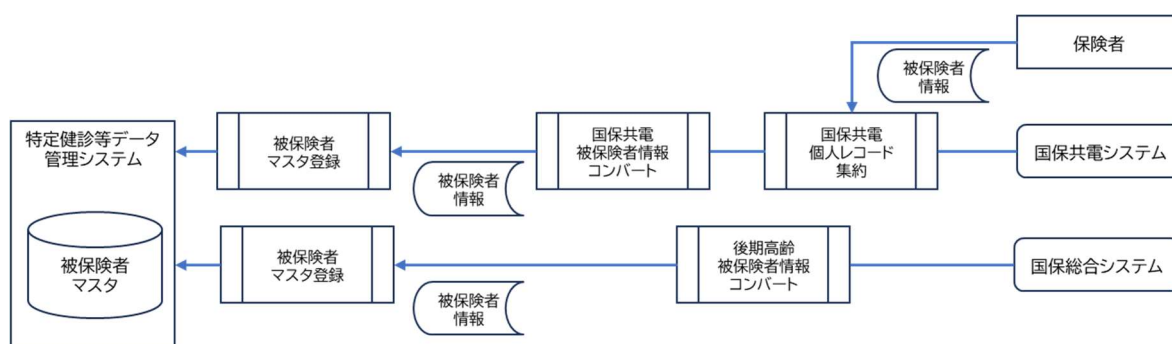 保険者
被保険者
情報
特定健診等データ
管理システム
被保険者
マスタ登録
国保共電
被保険者情報
コンバート
国保共電
個人レコード
集約
国保共電システム
被保険者
情報
被保険者
マスタ
被保険者
マスタ登録
後期高齢
被保険者情報
コンバート
国保総合システム
被保険者
情報